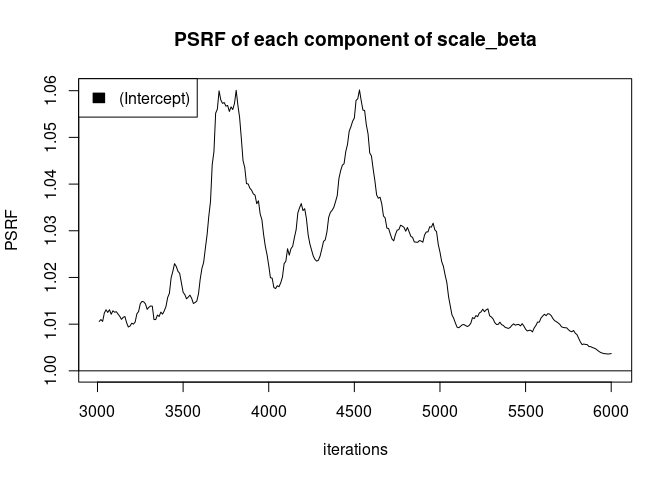 PSRF of each component of scale_beta
(Intercept)
PSRF
1.06
1.05
1.04
1.03
1.02
1.01
1.00
3000 3500 4000 4500 5000 5500 6000
iterations